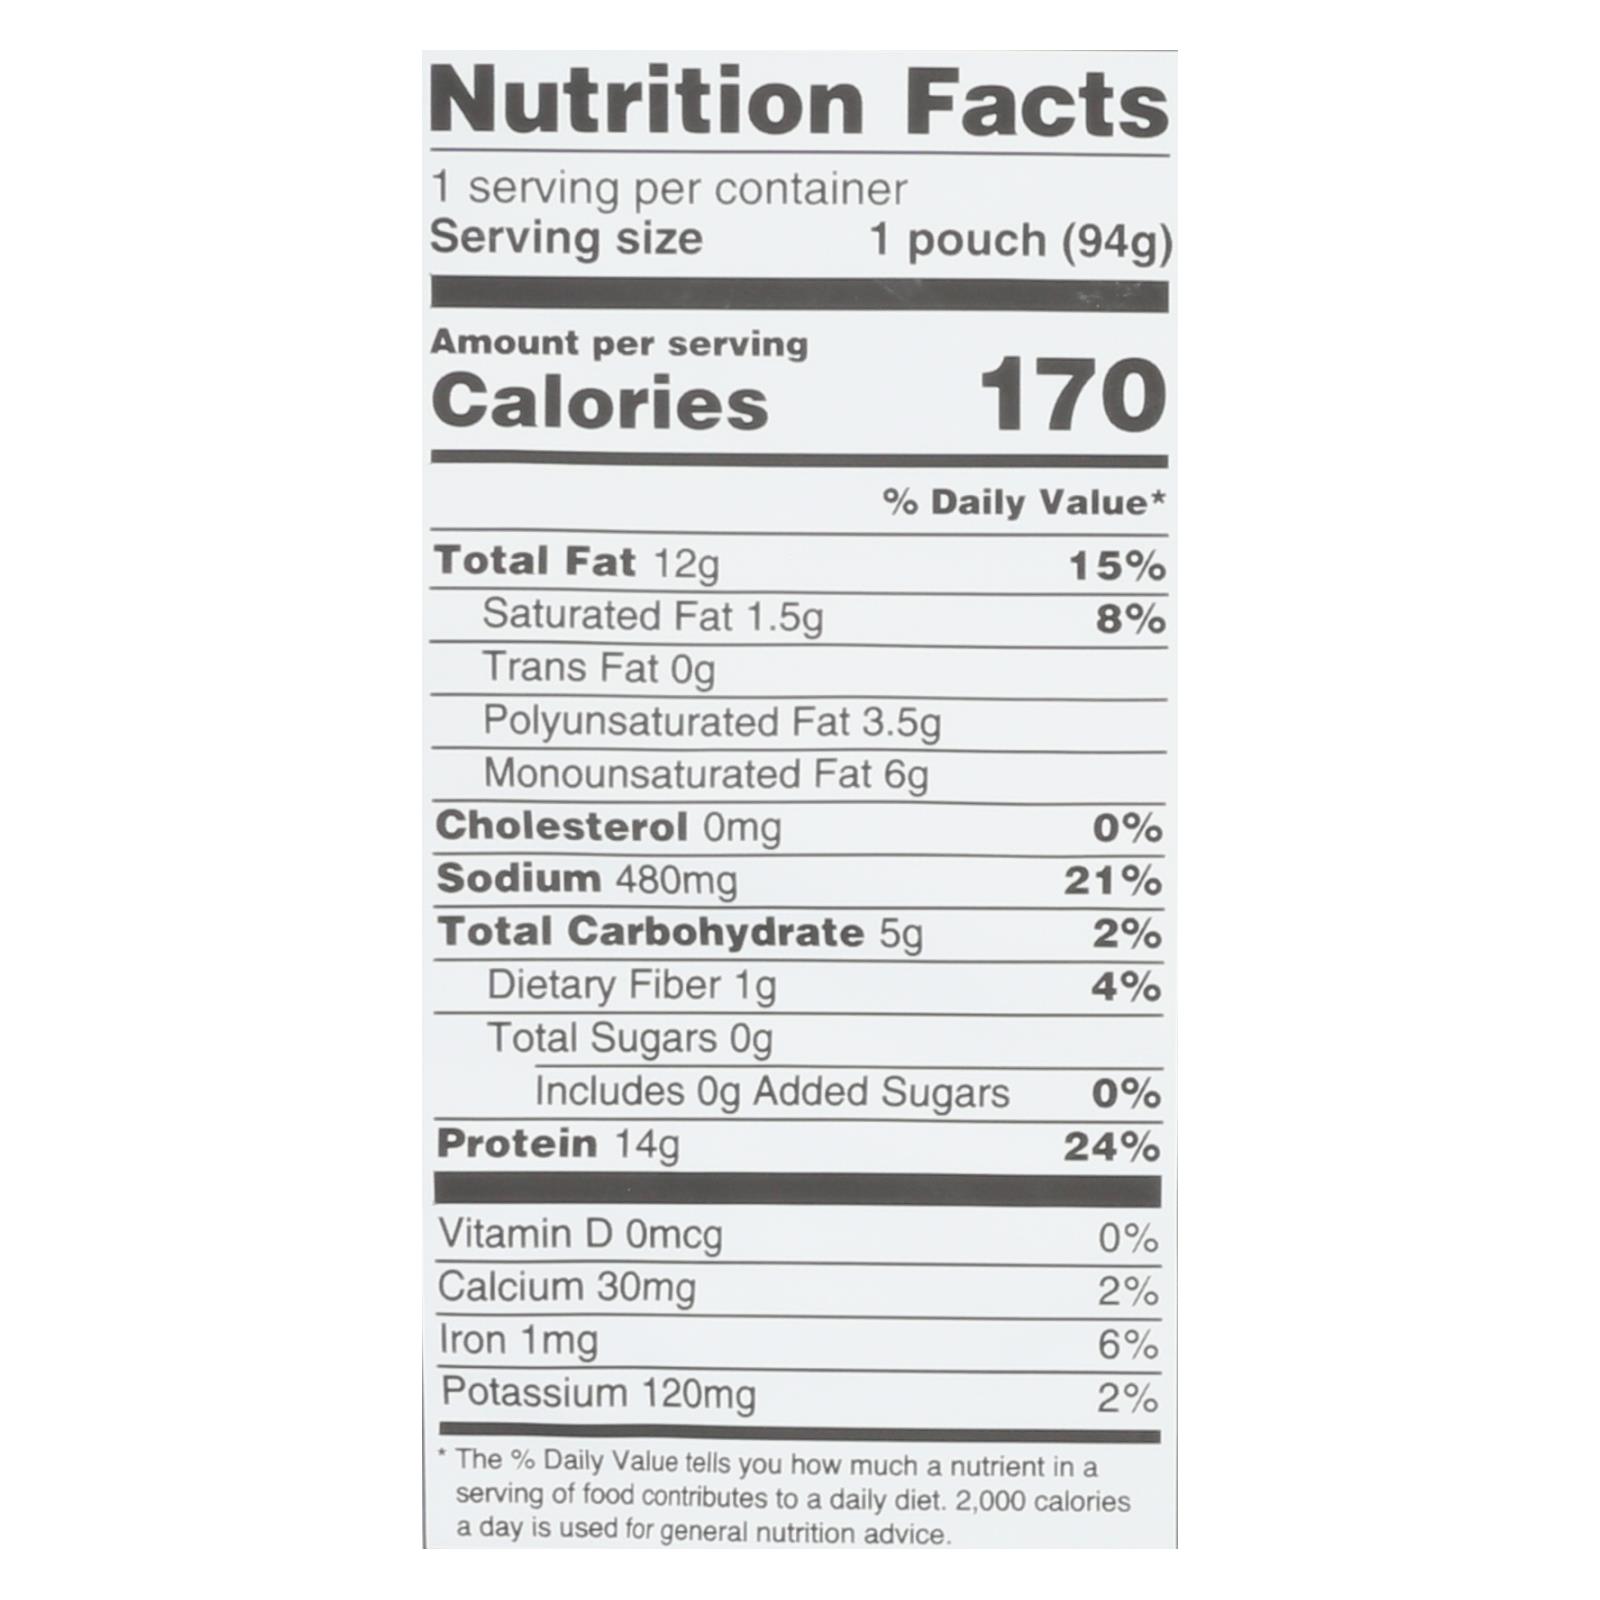 Nutrition Facts
1 serving per container
Serving size 1 pouch (94g)
Amount per serving
Calories 170
% Daily Value*
Total Fat 12g 15%
Saturated Fat 1.5g 8%
Trans Fat 0g
Polyunsaturated Fat 3.5g
Monounsaturated Fat 6g
Cholesterol 0mg 0%
Sodium 480mg 21%
Total Carbohydrate 5g 2%
Dietary Fiber 1g 4%
Total Sugars 0g
Includes 0g Added Sugars 0%
Protein 14g 24%
Vitamin D 0mcg 0%
Calcium 30mg 2%
Iron 1mg 6%
Potassium 120mg 2%
* The % Daily Value tells you how much a nutrient in a
serving of food contributes to a daily diet. 2,000 calories
a day is used for general nutrition advice.